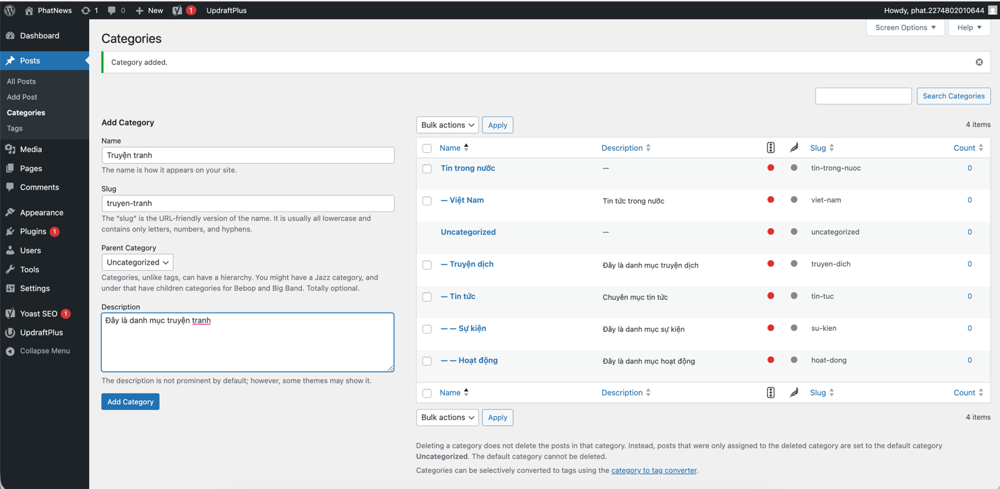 PhatNews 1 0 New 1 UpdraftPlus Howdy, phat.2274802010644
Screen Options Help
Dashboard
Posts
All Posts
Add Post
Categories
Tags
Media
Pages
Comments
Appearance
Plugins 1
Users
Tools
Settings
Yoast SEO 1
UpdraftPlus
Collapse Menu
Categories
Category added.
Search Categories
Add Category
Name
Truyện tranh
The name is how it appears on your site.
Slug
truyen-tranh
The “slug” is the URL-friendly version of the name. It is usually all lowercase and
contains only letters, numbers, and hyphens.
Parent Category
Uncategorized
Categories, unlike tags, can have a hierarchy. You might have a Jazz category, and
under that have children categories for Bebop and Big Band. Totally optional.
Description
Đây là danh mục truyện tranh
The description is not prominent by default; however, some themes may show it.
Add Category
Bulk actions Apply 4 items
Name Description Slug Count
Tin trong nước — tin-trong-nuoc 0
— Việt Nam Tin tức trong nước viet-nam 0
Uncategorized — uncategorized 0
— Truyện dịch Đây là danh mục truyện dịch truyen-dich 0
— Tin tức Chuyên mục tin tức tin-tuc 0
— — Sự kiện Đây là danh mục sự kiện su-kien 0
— — Hoạt động Đây là danh mục hoạt động hoat-dong 0
Name Description Slug Count
Bulk actions Apply 4 items
Deleting a category does not delete the posts in that category. Instead, posts that were only assigned to the deleted category are set to the default category
Uncategorized. The default category cannot be deleted.
Categories can be selectively converted to tags using the category to tag converter.